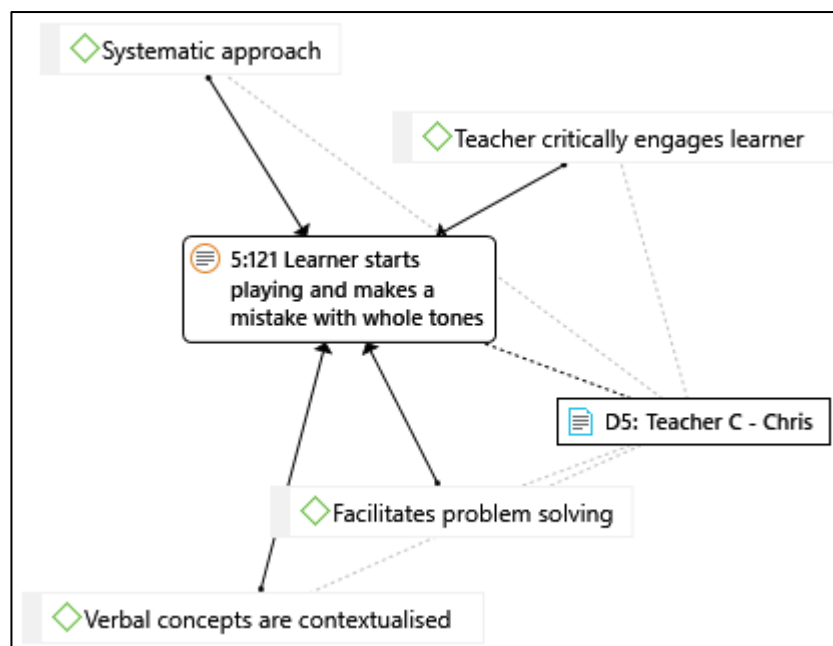 Systematic approach
Teacher critically engages learner
5:121 Learner starts
playing and makes a
mistake with whole tones
D5: Teacher C - Chris
Facilitates problem solving
Verbal concepts are contextualised